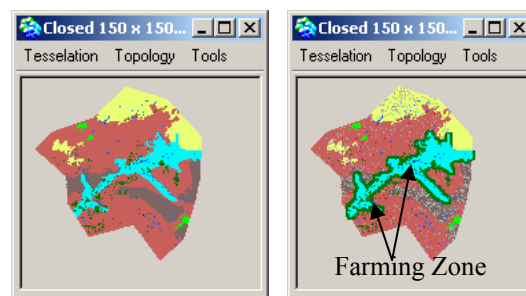 Closed 150 x 150...
Tesselation Topology Tools
Closed 150 x 150...
Tesselation Topology Tools
Farming Zone